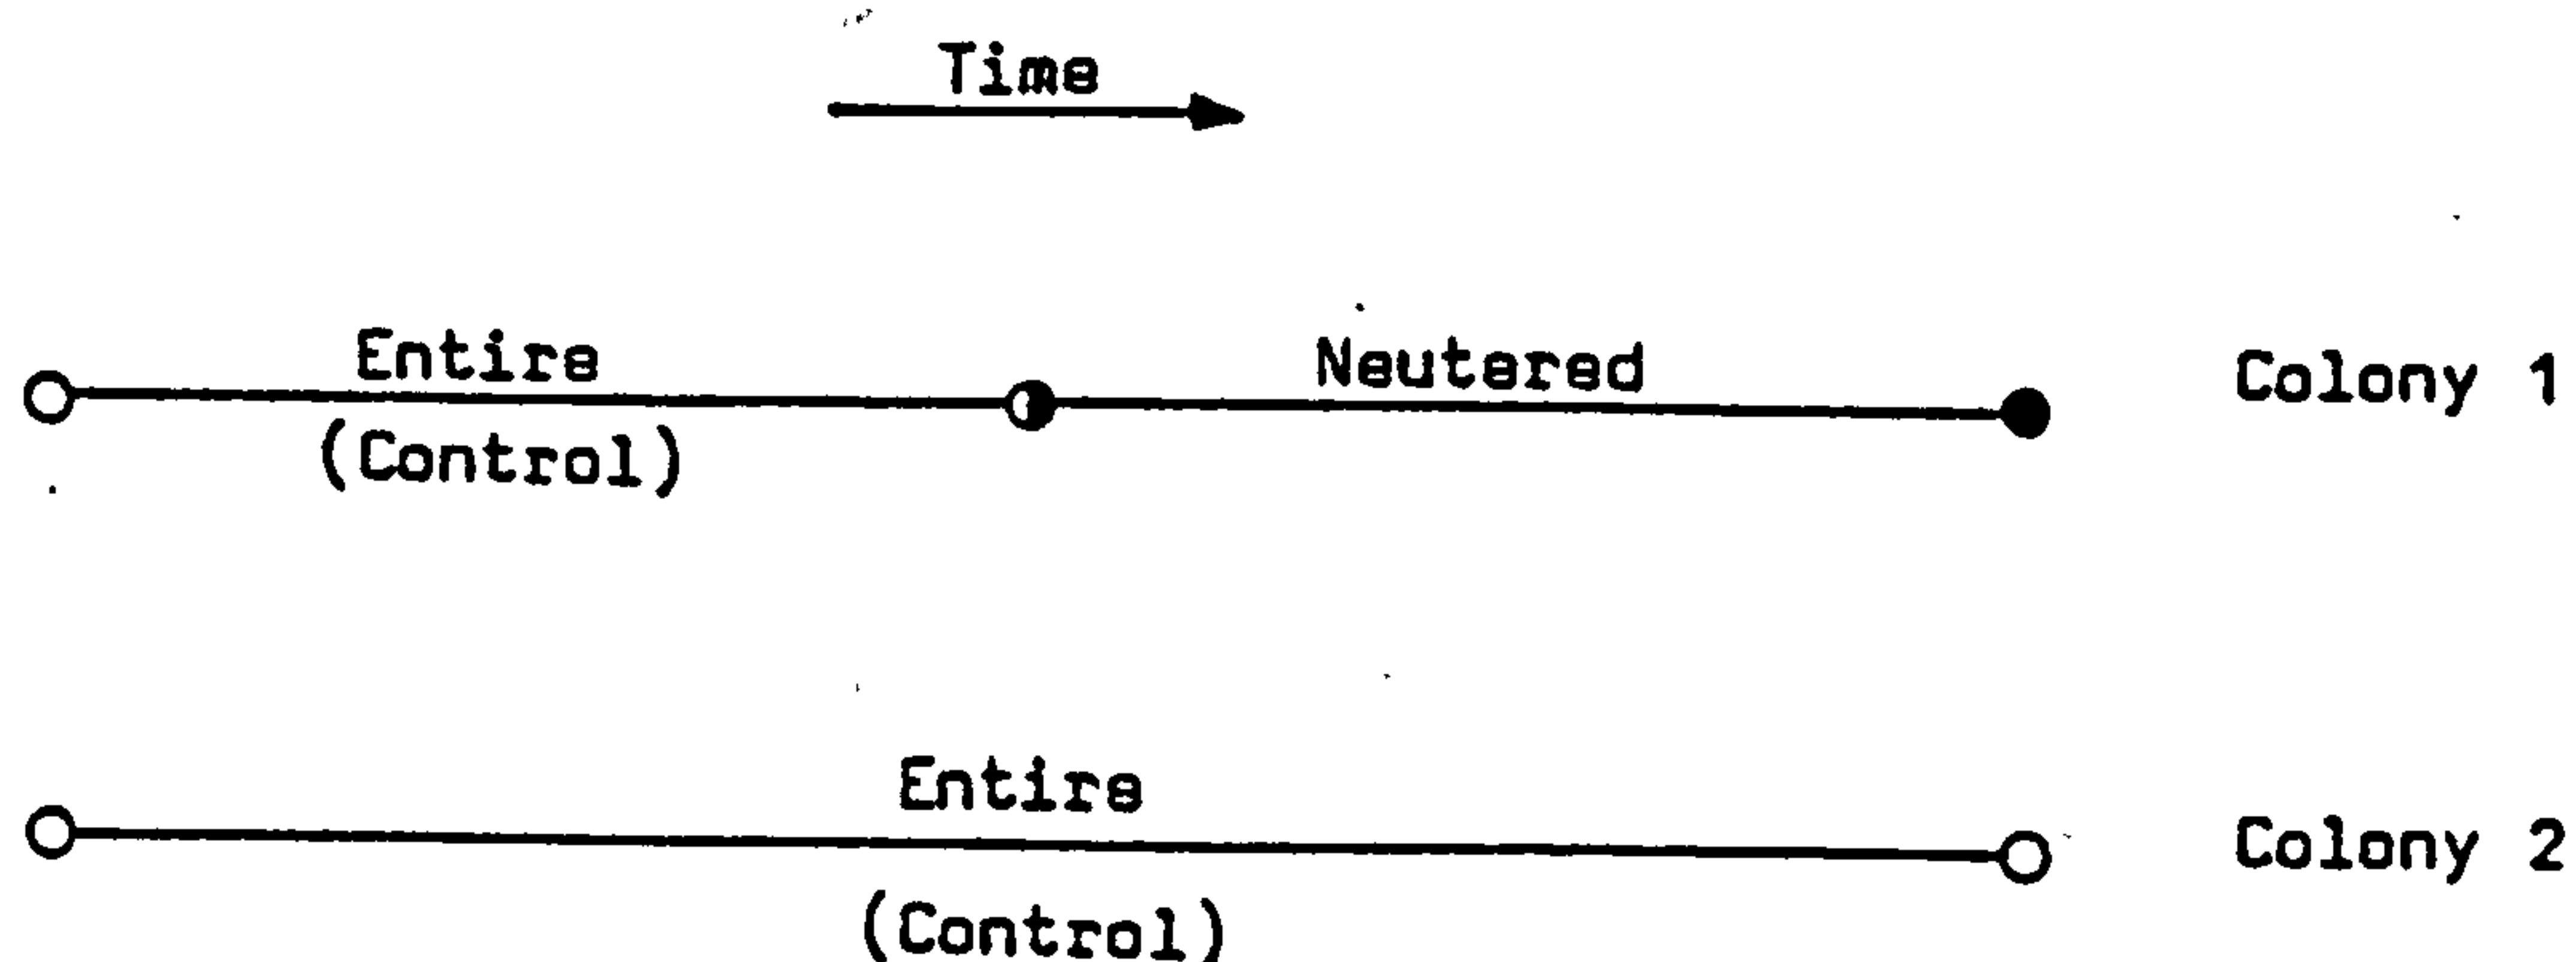 Time
Entire
Neutered
Colony 1
(Control)
Entire
Colony 2
(Control)